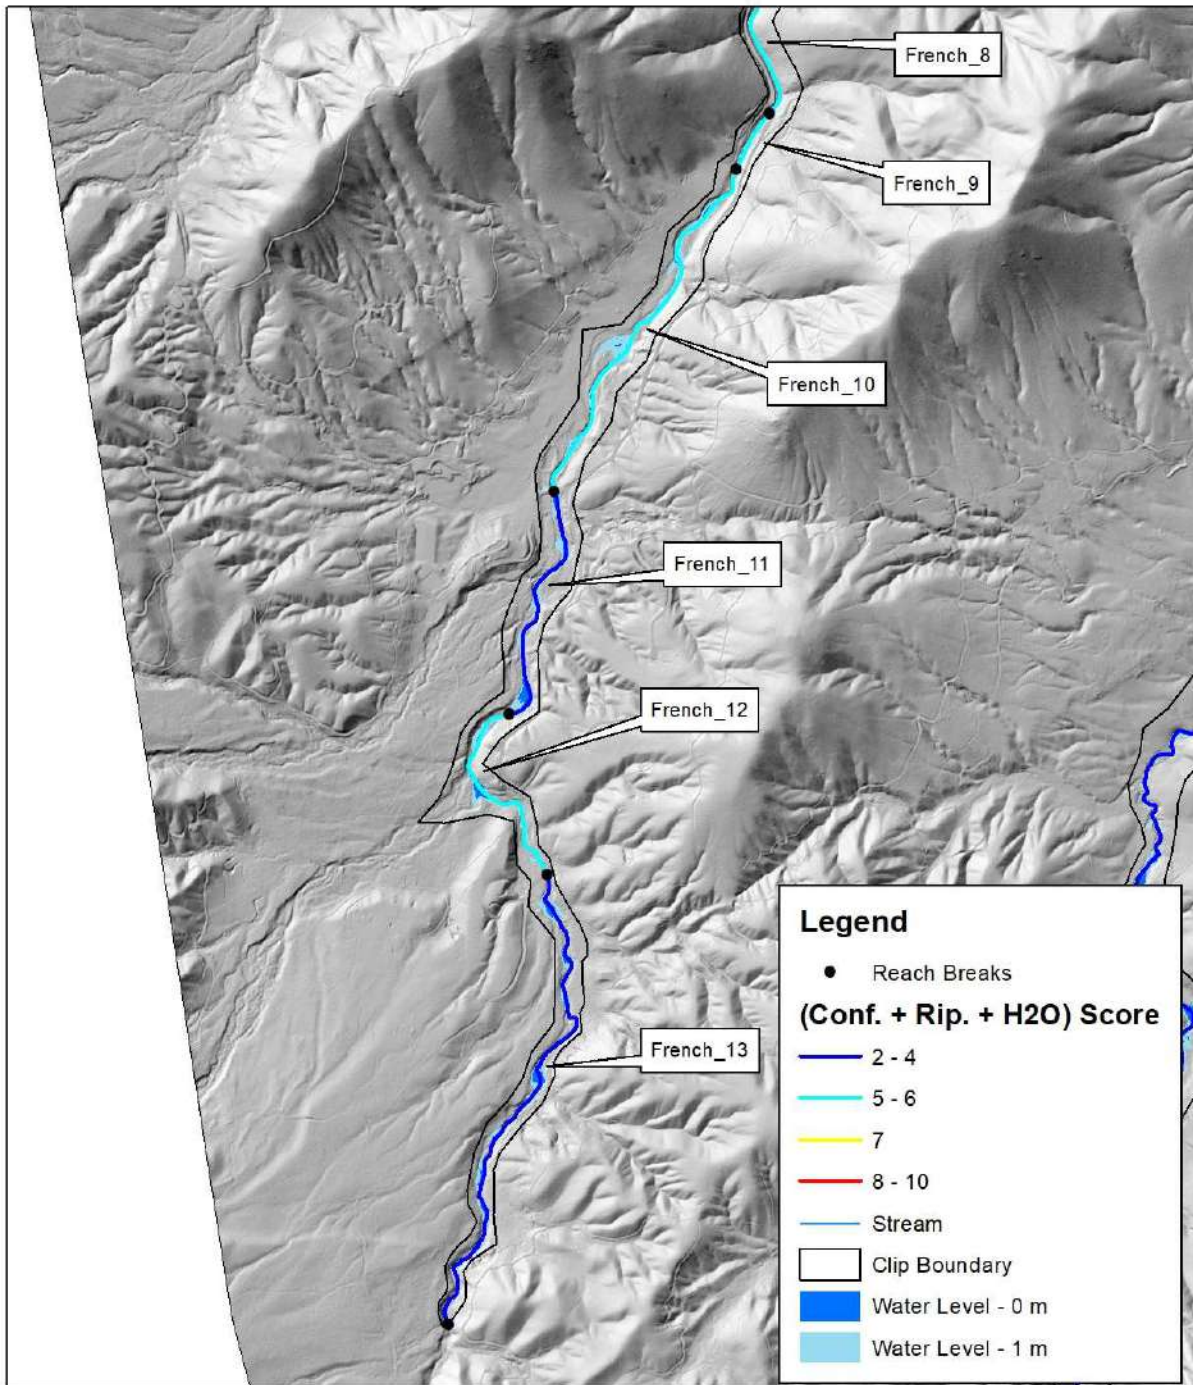 French_8
French_9
French_10
French_11
French_12
French_13
Legend
Reach Breaks
(Conf. + Rip. + H2O) Score
2 - 4
5 - 6
7
8 - 10
Stream
Clip Boundary
Water Level - 0 m
Water Level - 1 m